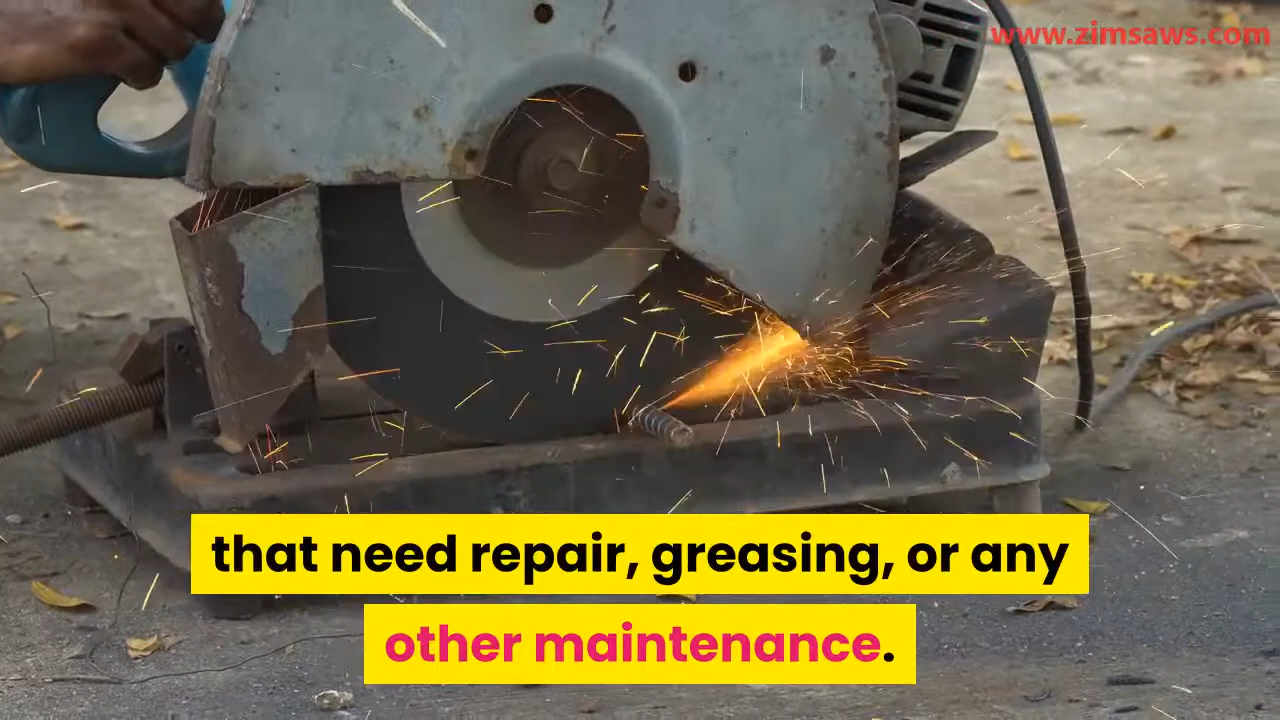 www.zimsaws.com
that need repair, greasing, or any
other maintenance.